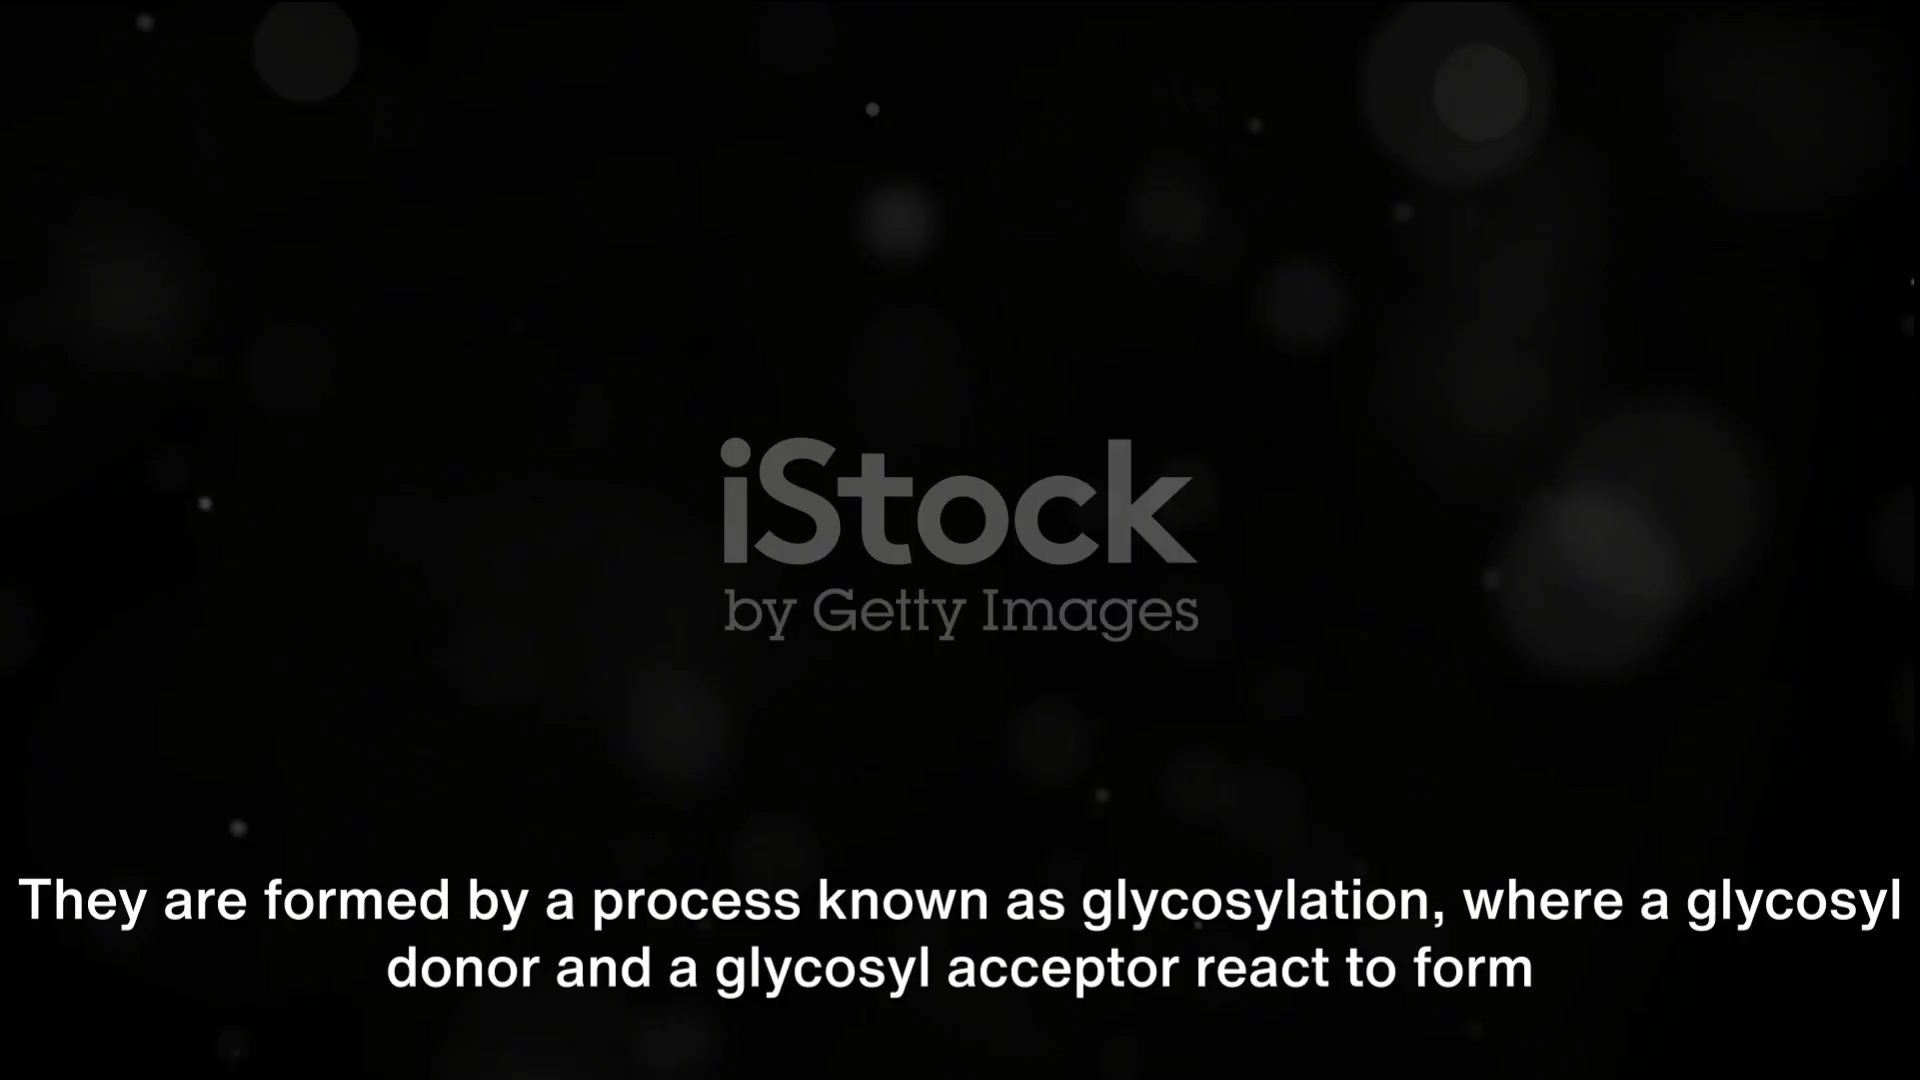 iStock
by Getty Images
They are formed by a process known as glycosylation, where a glycosyl
donor and a glycosyl acceptor react to form